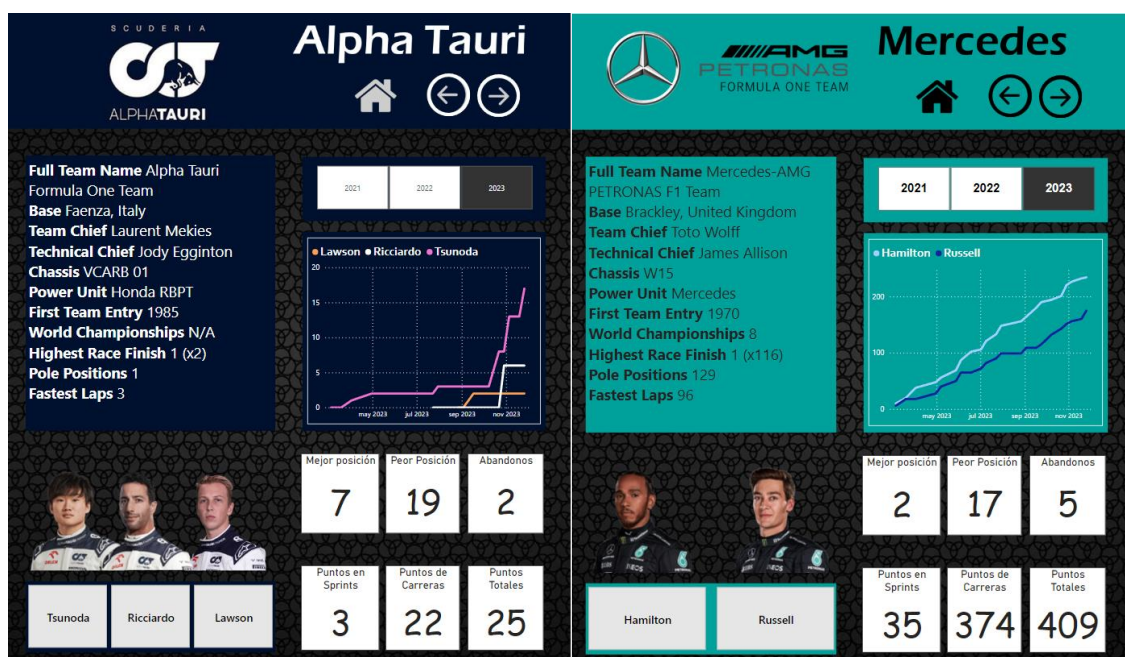 SCUDERIA
ALPHATAURI
Alpha Tauri
Full Team Name Alpha Tauri
Formula One Team
Base Faenza, Italy
Team Chief Laurent Mekies
Technical Chief Jody Egginton
Chassis VCARB 01
Power Unit Honda RBPT
First Team Entry 1985
World Championships N/A
Highest Race Finish 1 (x2)
Pole Positions 1
Fastest Laps 3
2021 2022 2023
Lawson Ricciardo Tsunoda
20
15
10
5
0
may 2023 jul 2023 sep 2023 nov 2023
Mejor posición Peor Posición Abandonos
7 19 2
Puntos en Sprints Puntos de Carreras Puntos Totales
3 22 25
Tsunoda Ricciardo Lawson
AMG
PETRONAS
FORMULA ONE TEAM
Mercedes
Full Team Name Mercedes-AMG
PETRONAS F1 Team
Base Brackley, United Kingdom
Team Chief Toto Wolff
Technical Chief James Allison
Chassis W15
Power Unit Mercedes
First Team Entry 1970
World Championships 8
Highest Race Finish 1 (x116)
Pole Positions 129
Fastest Laps 96
2021 2022 2023
Hamilton Russell
200
100
0
may 2023 jul 2023 sep 2023 nov 2023
Mejor posición Peor Posición Abandonos
2 17 5
Puntos en Sprints Puntos de Carreras Puntos Totales
35 374 409
INEOS
Hamilton Russell